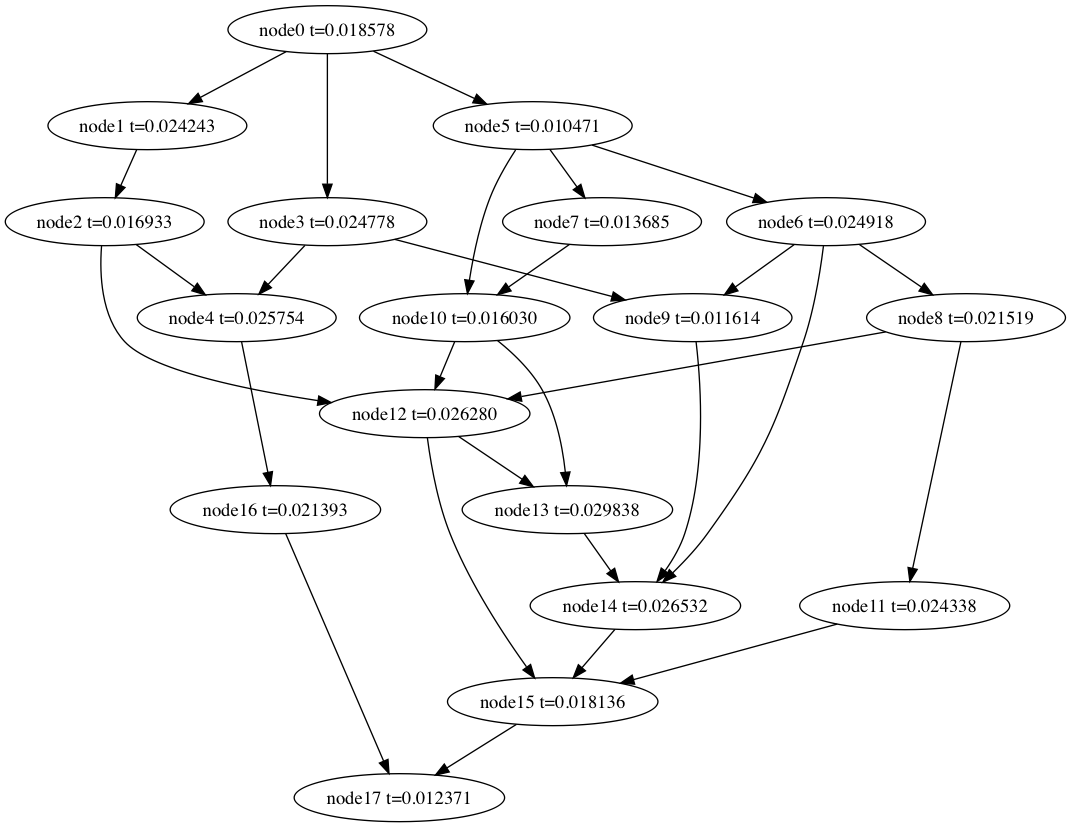 node0 t=0.018578
node1 t=0.024243
node5 t=0.010471
node2 t=0.016933
node3 t=0.024778
node7 t=0.013685
node6 t=0.024918
node4 t=0.025754
node10 t=0.016030
node9 t=0.011614
node8 t=0.021519
node12 t=0.026280
node16 t=0.021393
node13 t=0.029838
node14 t=0.026532
node11 t=0.024338
node15 t=0.018136
node17 t=0.012371